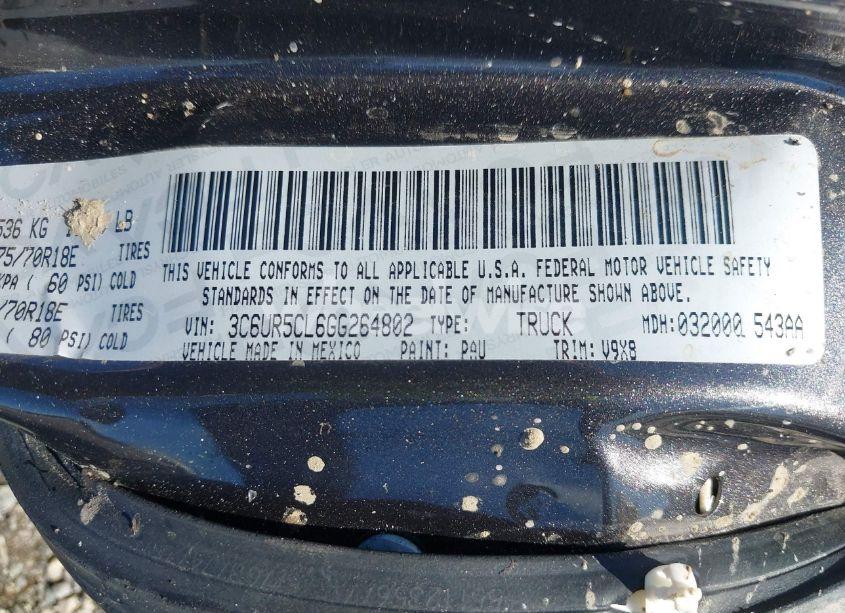 536 KG LB
75/70R18E TIRES
KPA ( 60 PSI) COLD
/70R18E TIRES
( 80 PSI) COLD
THIS VEHICLE CONFORMS TO ALL APPLICABLE U.S.A. FEDERAL MOTOR VEHICLE SAFETY
STANDARDS IN EFFECT ON THE DATE OF MANUFACTURE SHOWN ABOVE.
VIN: 3C6UR5CL6GG264802 TYPE: TRUCK MDH: 032000 543AA
VEHICLE MADE IN MEXICO PAINT: PAU TRIM: V9X8